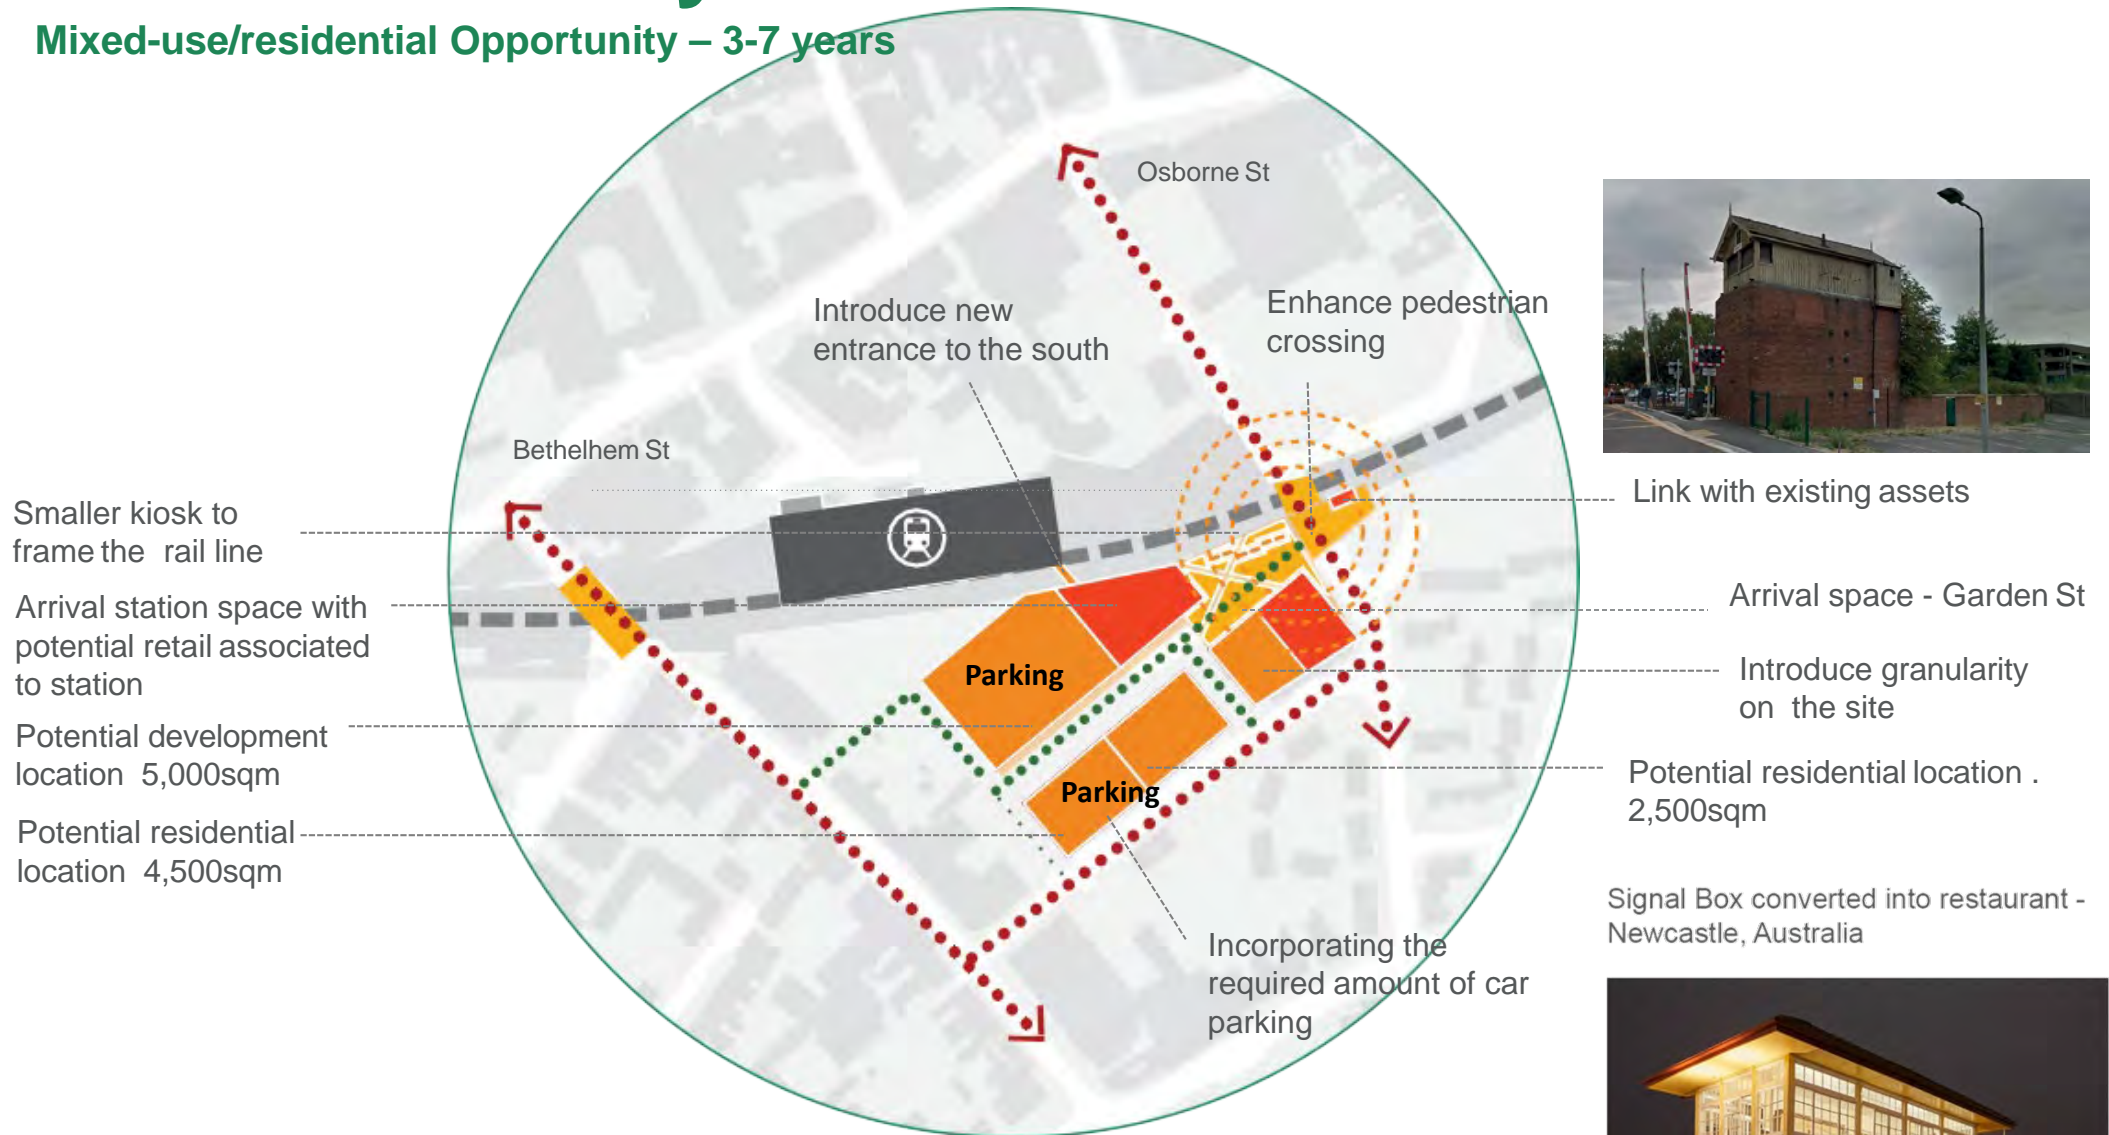 Mixed-use/residential Opportunity – 3-7 years
Osborne St
Introduce new
entrance to the south
Enhance pedestrian
crossing
Bethelhem St
Smaller kiosk to
frame the rail line
Arrival station space with
potential retail associated
to station
Potential development
location 5,000sqm
Potential residential
location 4,500sqm
Parking
Parking
Link with existing assets
Arrival space - Garden St
Introduce granularity
on the site
Potential residential location .
2,500sqm
Incorporating the
required amount of car
parking
Signal Box converted into restaurant -
Newcastle, Australia